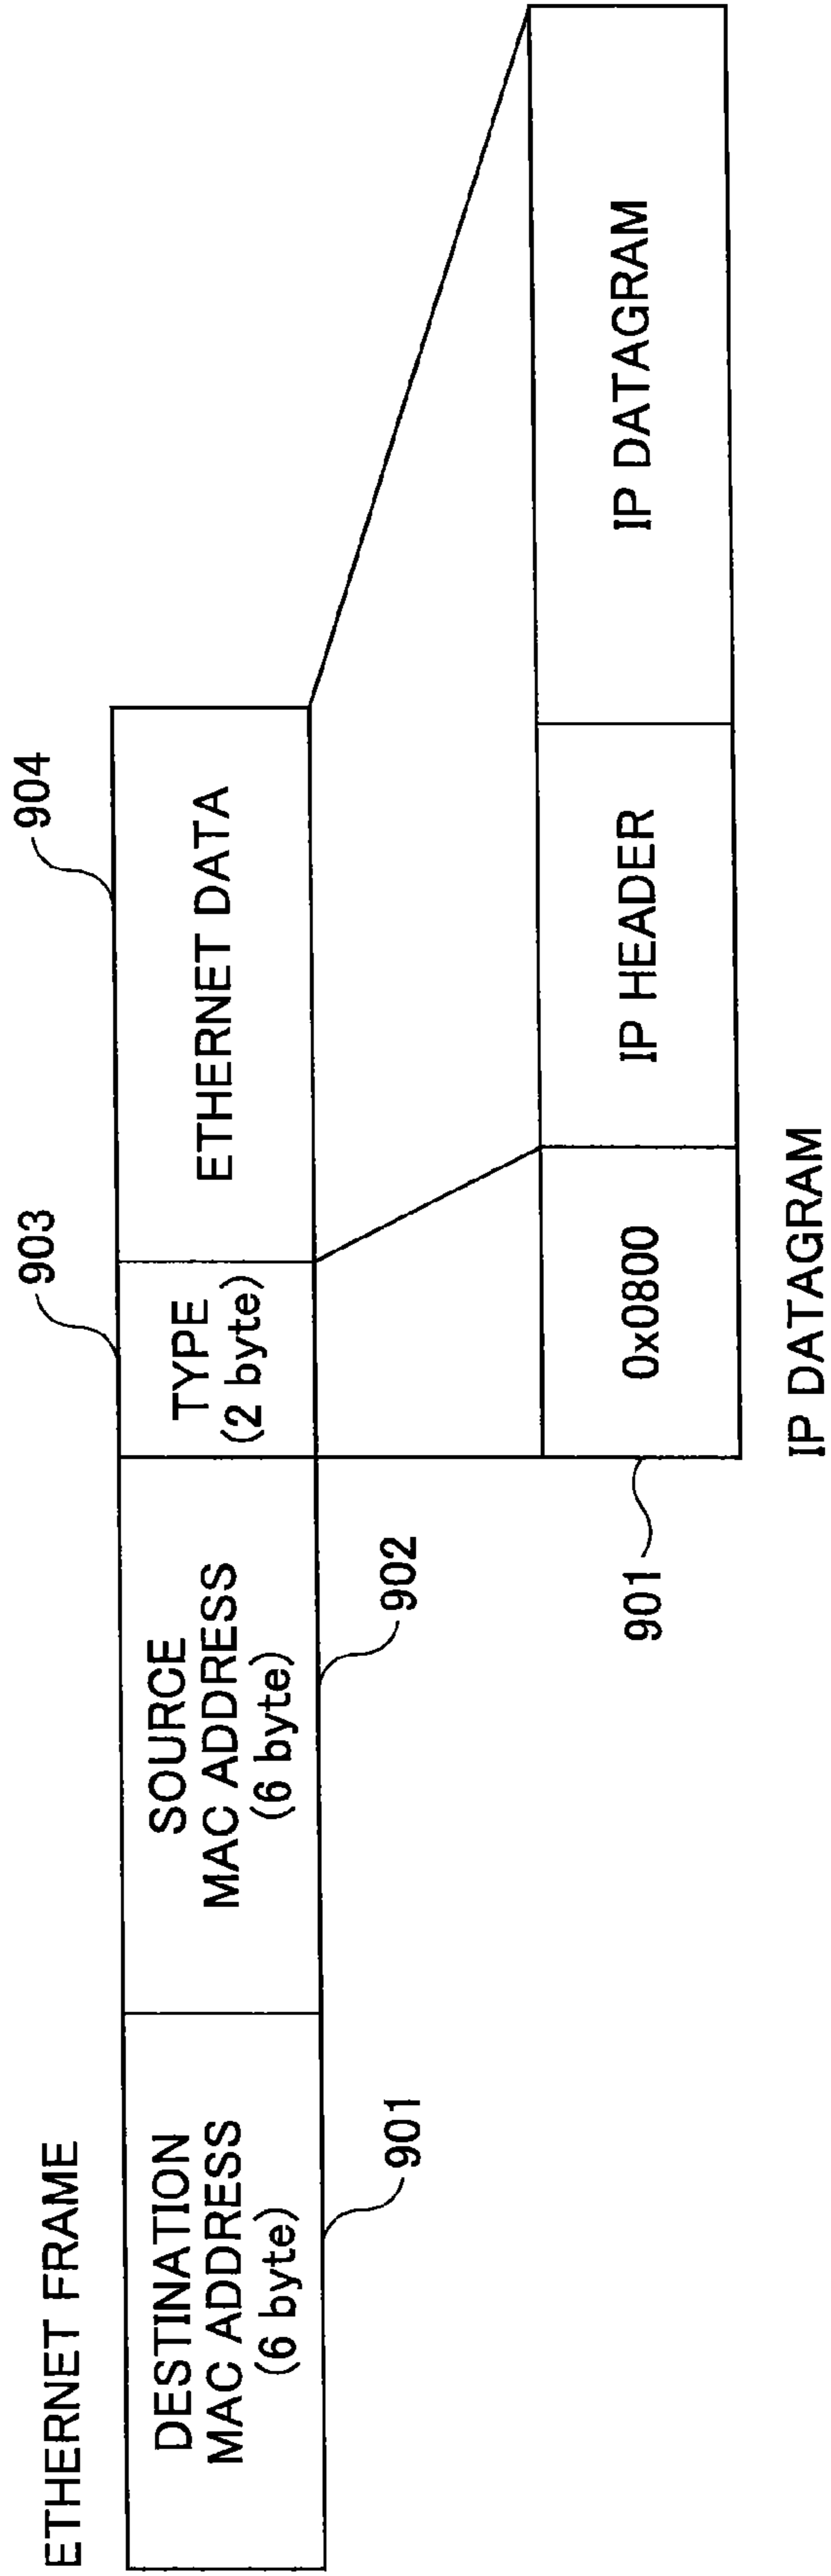 ETHERNET FRAME
903
904
DESTINATION
MAC ADDRESS
(6 byte)
SOURCE
MAC ADDRESS
(6 byte)
TYPE
(2 byte)
ETHERNET DATA
901
902
901
0x0800
IP HEADER
IP DATAGRAM
IP DATAGRAM